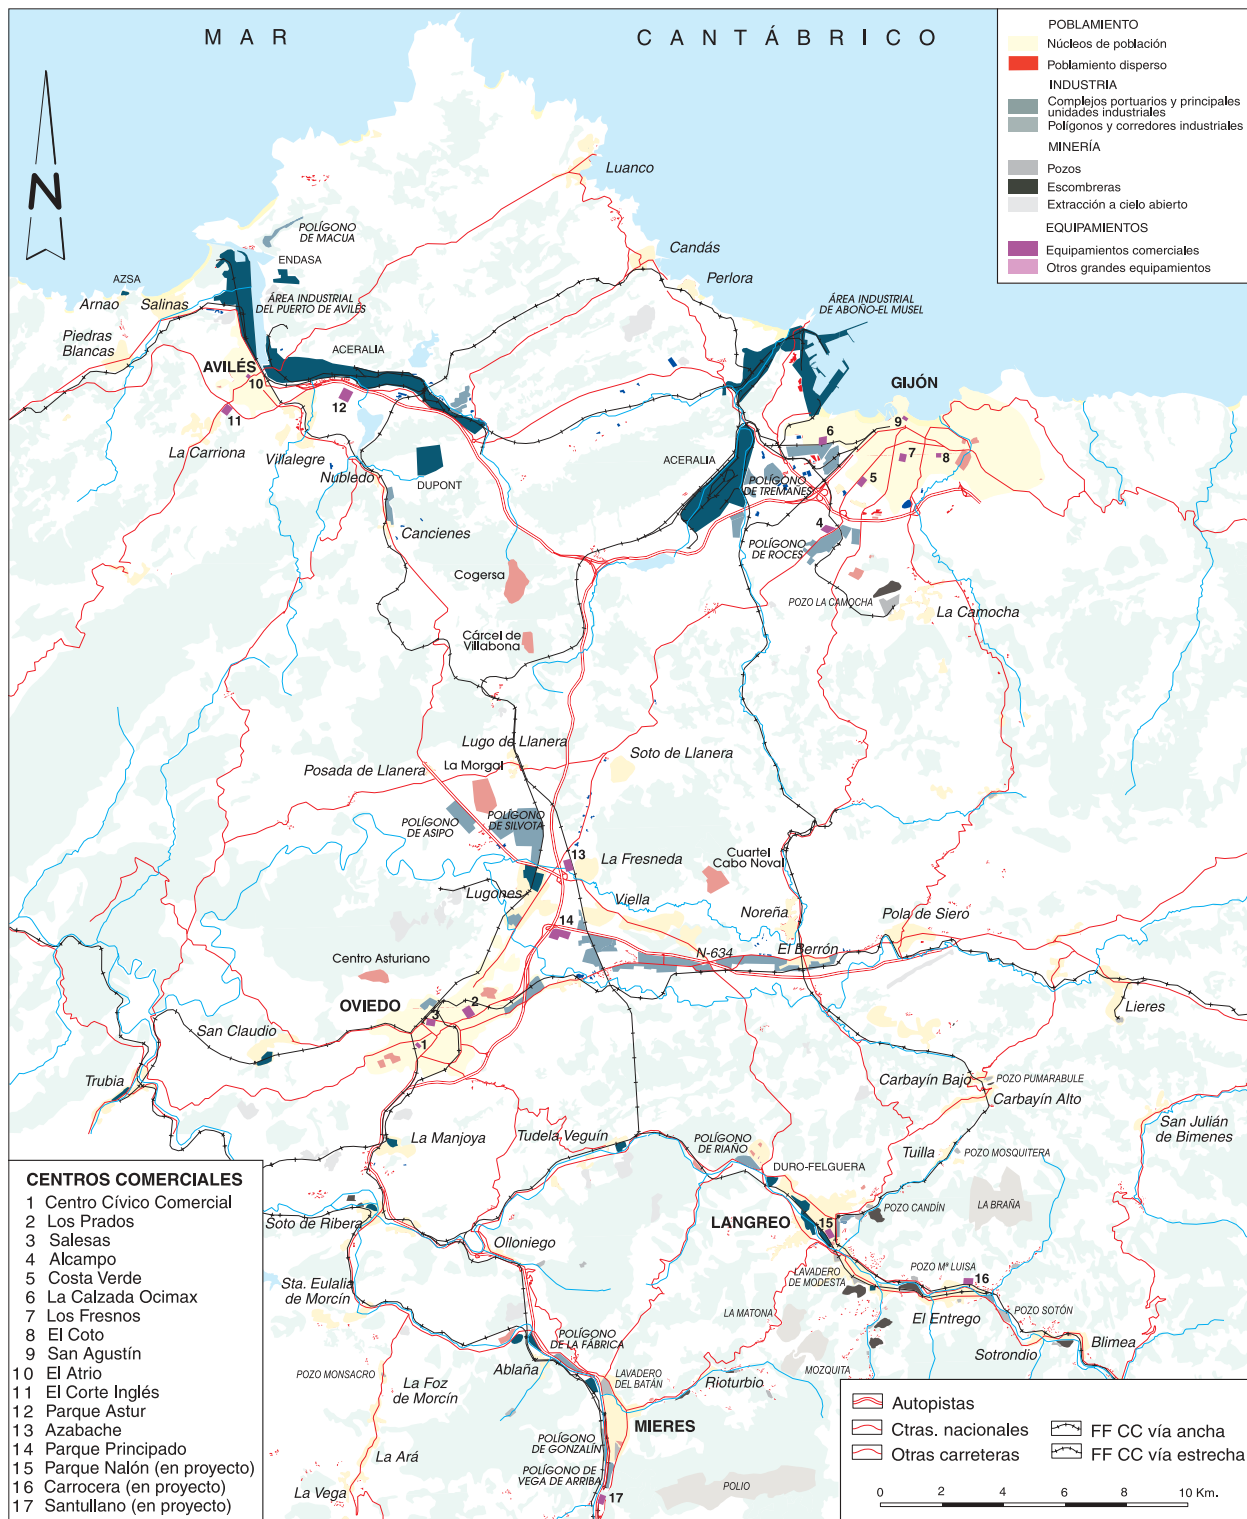 MAR CANTÁBRICO
POBLAMIENTO
Núcleos de población
Poblamiento disperso
INDUSTRIA
Complejos portuarios y principales
unidades industriales
Polígonos y corredores industriales
MINERÍA
Pozos
Escombreras
Extracción a cielo abierto
EQUIPAMIENTOS
Equipamientos comerciales
Otros grandes equipamientos
N
Luanco
POLÍGONO
DE MACUA
ENDASA
AZSA
Arnao
Salinas
ÁREA INDUSTRIAL
DEL PUERTO DE AVILÉS
Candás
Perlora
ÁREA INDUSTRIAL
DE ABOÑO-EL MUSEL
Piedras
Blancas
AVILÉS
ACERALIA
10
11
12
GIJÓN
9
6
7
8
5
La Carriona
Villalegre
Nubledo
DUPONT
ACERALIA
POLÍGONO
DE TREMAÑES
4
POLÍGONO
DE ROCES
Cancienes
Cogersa
POZO LA CAMOCHA
La Camocha
Cárcel de
Villabona
Lugo de Llanera
Soto de Llanera
Posada de Llanera
La Morgal
POLÍGONO
DE ASIPO
POLÍGONO
DE SILVOTA
13
La Fresneda
Cuartel
Cabo Noval
Lugones
Viella
14
Noreña
Pola de Siero
N-634
El Berrón
Centro Asturiano
OVIEDO
2
3
1
San Claudio
Lieres
Trubia
Carbayín Bajo
POZO PUMARABULE
Carbayín Alto
San Julián
de Bimenes
La Manjoya
Tudela Veguín
POLÍGONO
DE RIAÑO
DURO-FELGUERA
Tuilla
POZO MOSQUITERA
POZO CANDÍN
LA BRAÑA
LANGREO
15
Soto de Ribera
Olloniego
LAVADERO
DE MODESTA
POZO Mª LUISA
16
Sta. Eulalia
de Morcín
LA MATONA
El Entrego
POZO SOTÓN
Sotrondio
Blimea
POLÍGONO
DE LA FÁBRICA
Ablaña
POZO MONSACRO
La Foz
de Morcín
LAVADERO
DEL BATÁN
Rioturbio
MOZQUITA
MIERES
POLÍGONO
DE GONZALÍN
La Ará
POLÍGONO DE
VEGA DE ARRIBA
La Vega
17
POLIO
CENTROS COMERCIALES
1 Centro Cívico Comercial
2 Los Prados
3 Salesas
4 Alcampo
5 Costa Verde
6 La Calzada Ocimax
7 Los Fresnos
8 El Coto
9 San Agustín
10 El Atrio
11 El Corte Inglés
12 Parque Astur
13 Azabache
14 Parque Principado
15 Parque Nalón (en proyecto)
16 Carrocera (en proyecto)
17 Santullano (en proyecto)
Autopistas
Ctras. nacionales
Otras carreteras
FF CC vía ancha
FF CC vía estrecha
0 2 4 6 8 10 Km.